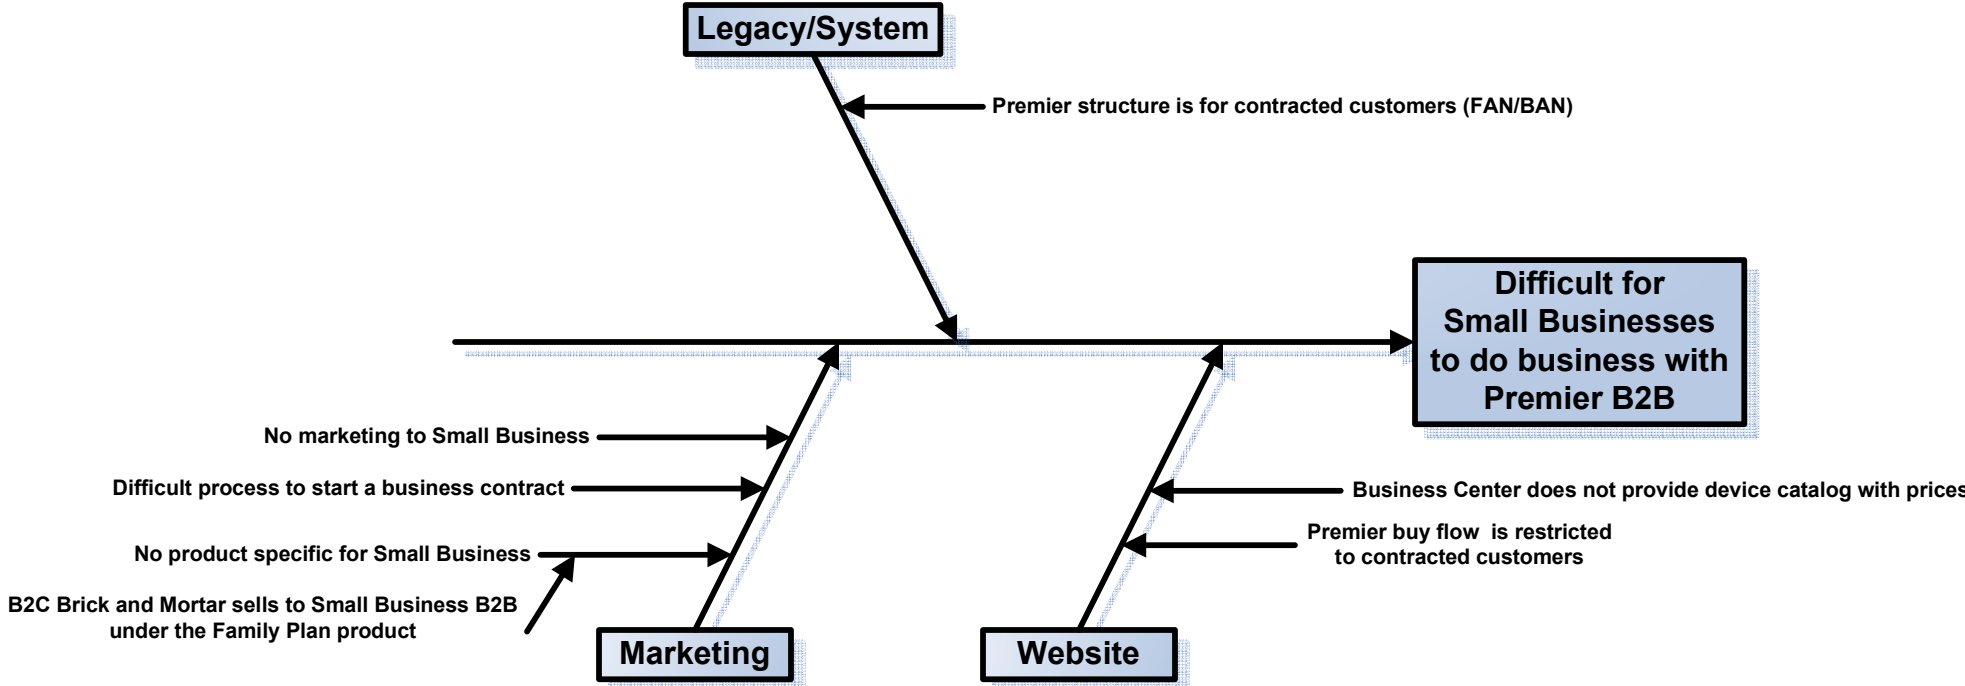 Legacy/System
Premier structure is for contracted customers (FAN/BAN)
Difficult for
Small Businesses
to do business with
Premier B2B
No marketing to Small Business
Difficult process to start a business contract
No product specific for Small Business
B2C Brick and Mortar sells to Small Business B2B
under the Family Plan product
Marketing
Business Center does not provide device catalog with prices
Premier buy flow is restricted
to contracted customers
Website